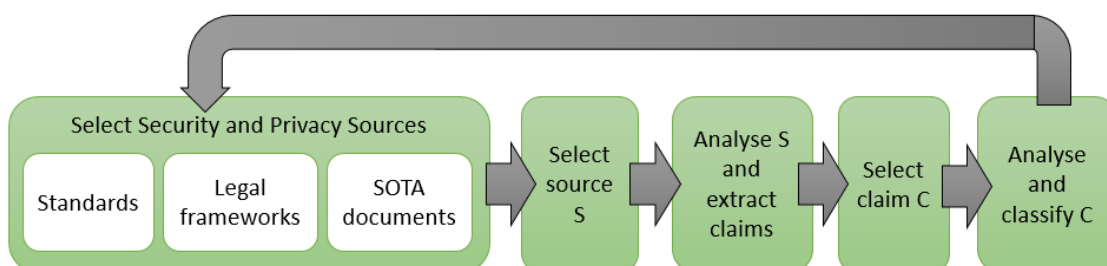 Select Security and Privacy Sources
Standards
Legal
frameworks
SOTA
documents
Select
source
S
Analyse S
and
extract
claims
Select
claim C
Analyse
and
classify C